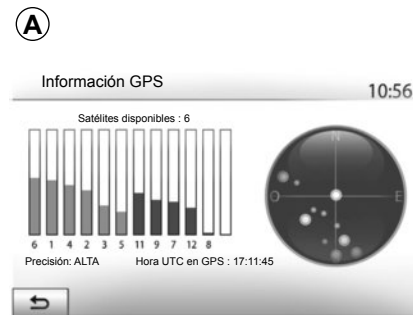 A
Información GPS
10:56
Satélites disponibles : 6
N
O E
6 1 4 2 3 5 11 9 7 12 8
Precisión: ALTA Hora UTC en GPS : 17:11:45